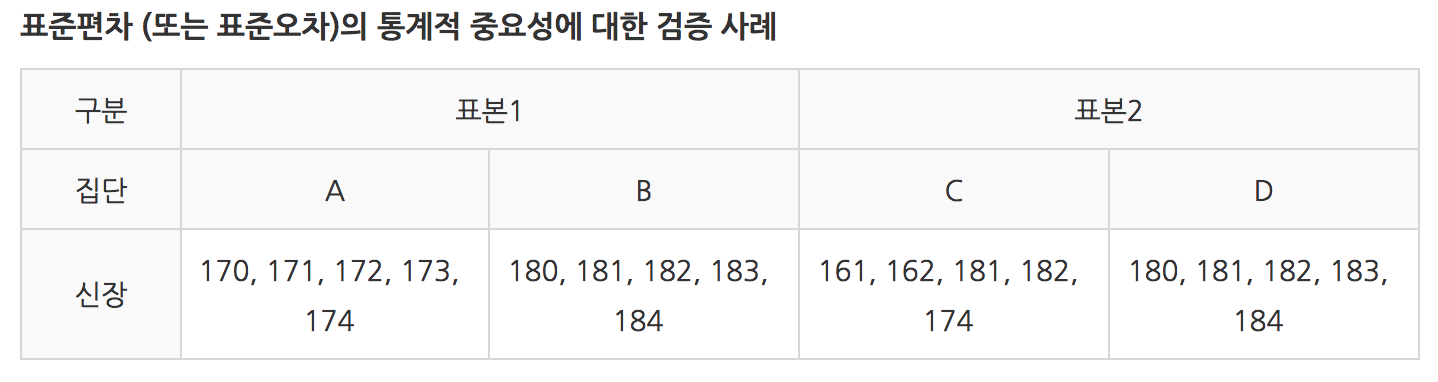 표준편차 (또는 표준오차)의 통계적 중요성에 대한 검증 사례
구분 표본1 표본2
집단 A B C D
신장
170, 171, 172, 173,
174
180, 181, 182, 183,
184
161, 162, 181, 182,
174
180, 181, 182, 183,
184